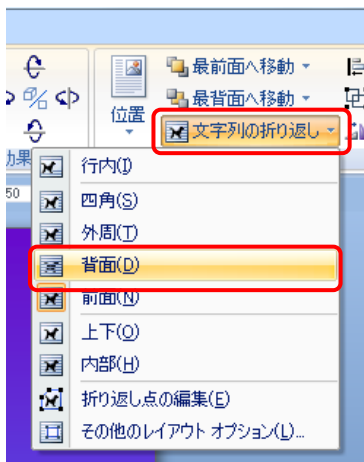 最前面へ移動
最背面へ移動
位置
文字列の折り返し
効果
50
行内(I)
四角(S)
外周(T)
背面(D)
前面(N)
上下(O)
内部(H)
折り返し点の編集(E)
その他のレイアウト オプション(L)...